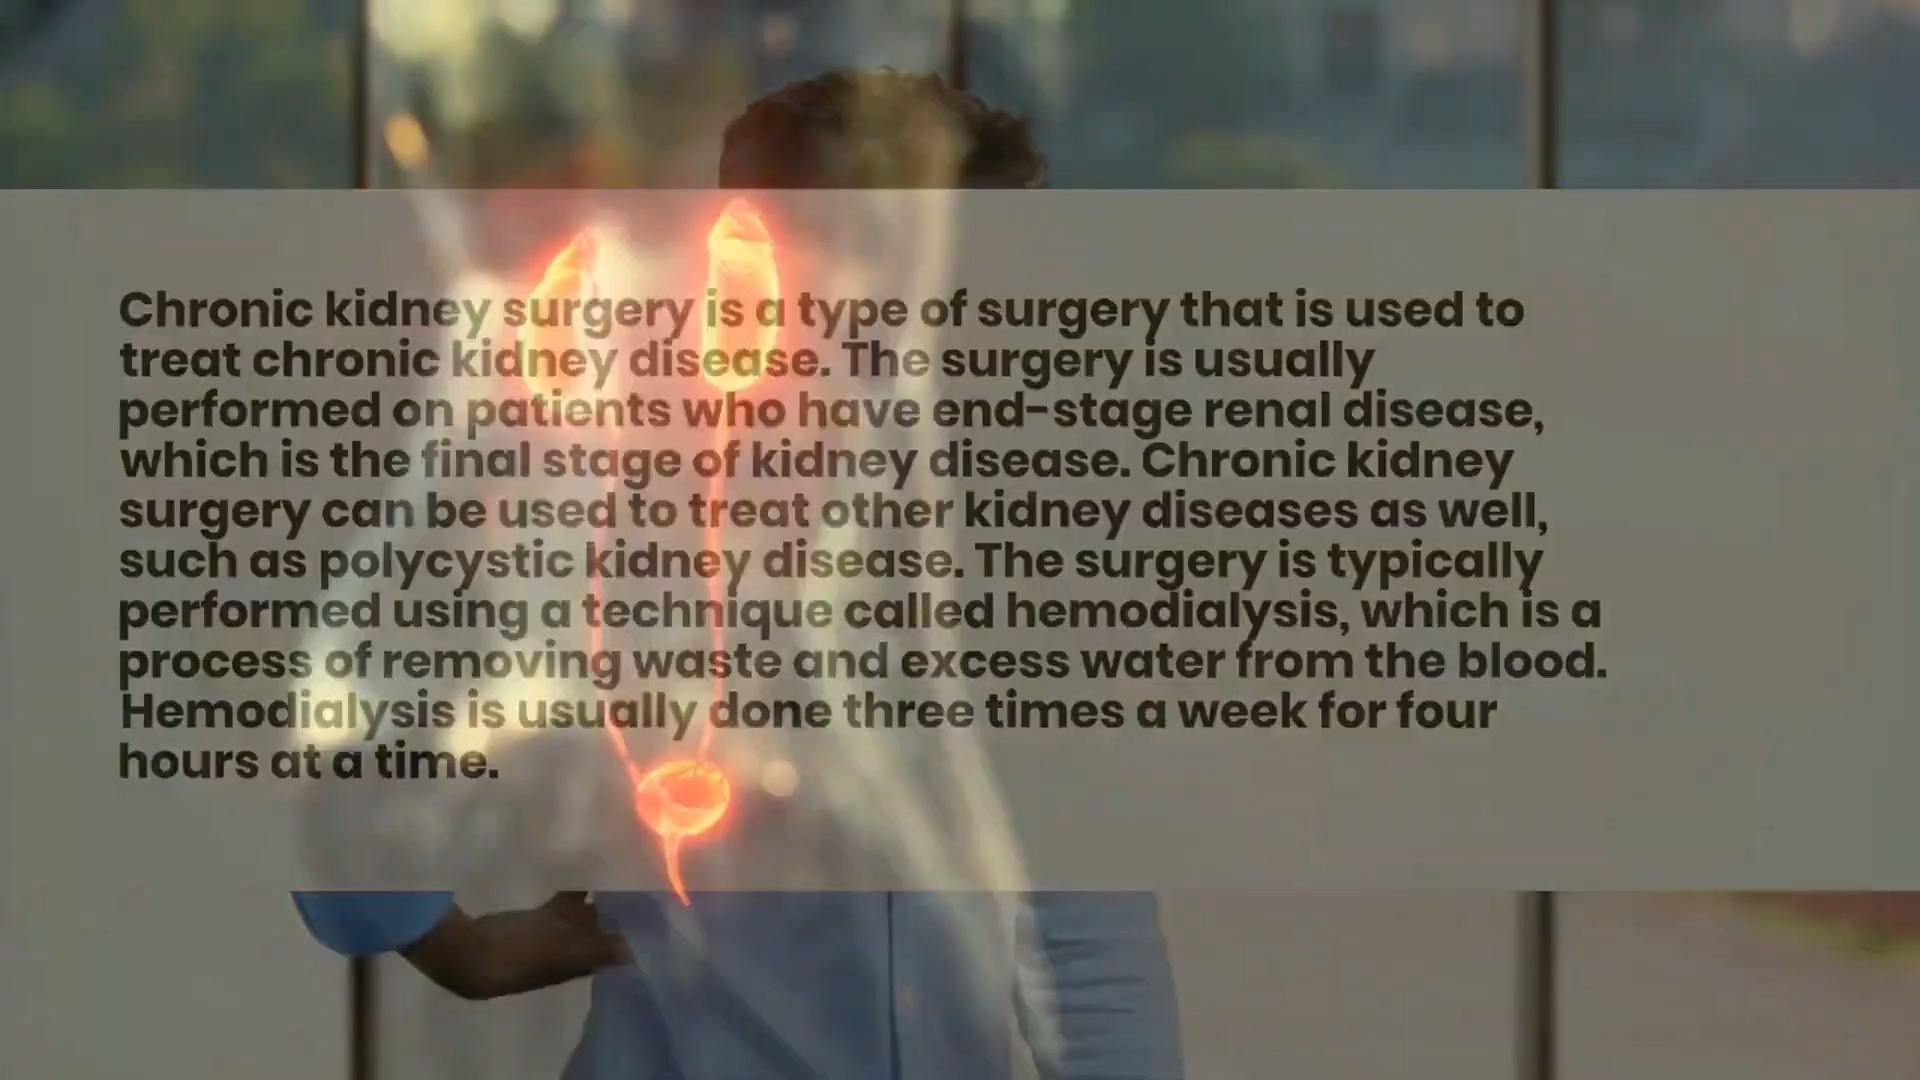 Chronic kidney surgery is a type of surgery that is used to
treat chronic kidney disease. The surgery is usually
performed on patients who have end-stage renal disease,
which is the final stage of kidney disease. Chronic kidney
surgery can be used to treat other kidney diseases as well,
such as polycystic kidney disease. The surgery is typically
performed using a technique called hemodialysis, which is a
process of removing waste and excess water from the blood.
Hemodialysis is usually done three times a week for four
hours at a time.